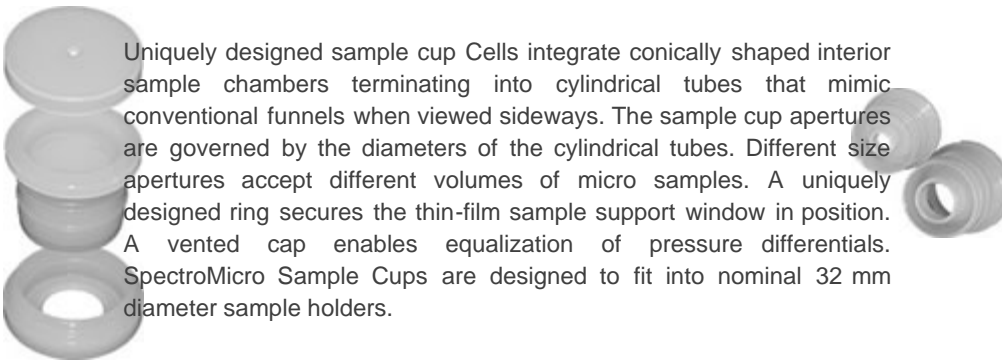 Uniquely designed sample cup Cells integrate conically shaped interior
sample chambers terminating into cylindrical tubes that mimic
conventional funnels when viewed sideways. The sample cup apertures
are governed by the diameters of the cylindrical tubes. Different size
apertures accept different volumes of micro samples. A uniquely
designed ring secures the thin-film sample support window in position.
A vented cap enables equalization of pressure differentials.
SpectroMicro Sample Cups are designed to fit into nominal 32 mm
diameter sample holders.